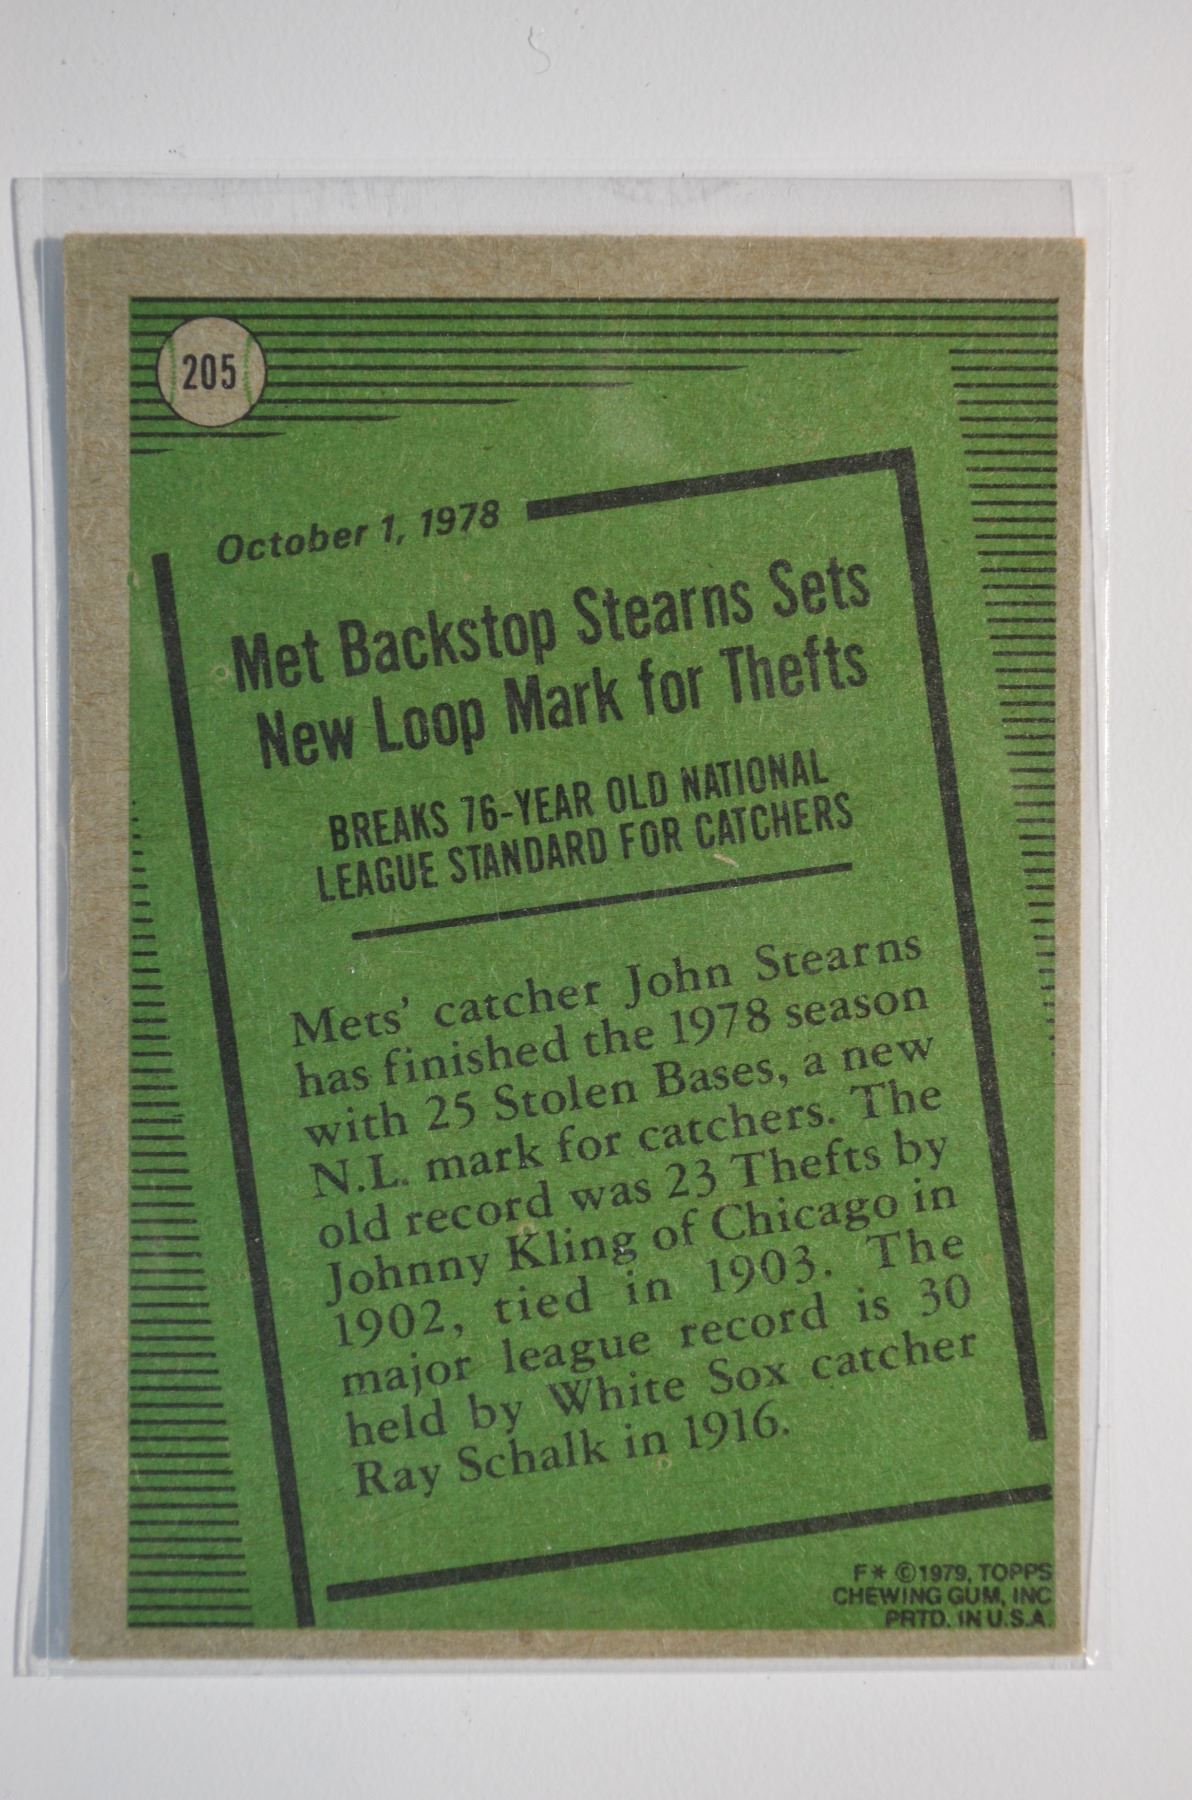 205
October 1, 1978
Met Backstop Stearns Sets
New Loop Mark for Thefts
BREAKS 76-YEAR OLD NATIONAL
LEAGUE STANDARD FOR CATCHERS
Mets' catcher John Stearns
has finished the 1978 season
with 25 Stolen Bases, a new
N.L. mark for catchers. The
old record was 23 Thefts by
Johnny Kling of Chicago in
1902, tied in 1903. The
major league record is 30
held by White Sox catcher
Ray Schalk in 1916.
F* ©1979, TOPPS
CHEWING GUM, INC
PRTD. IN U.S.A.